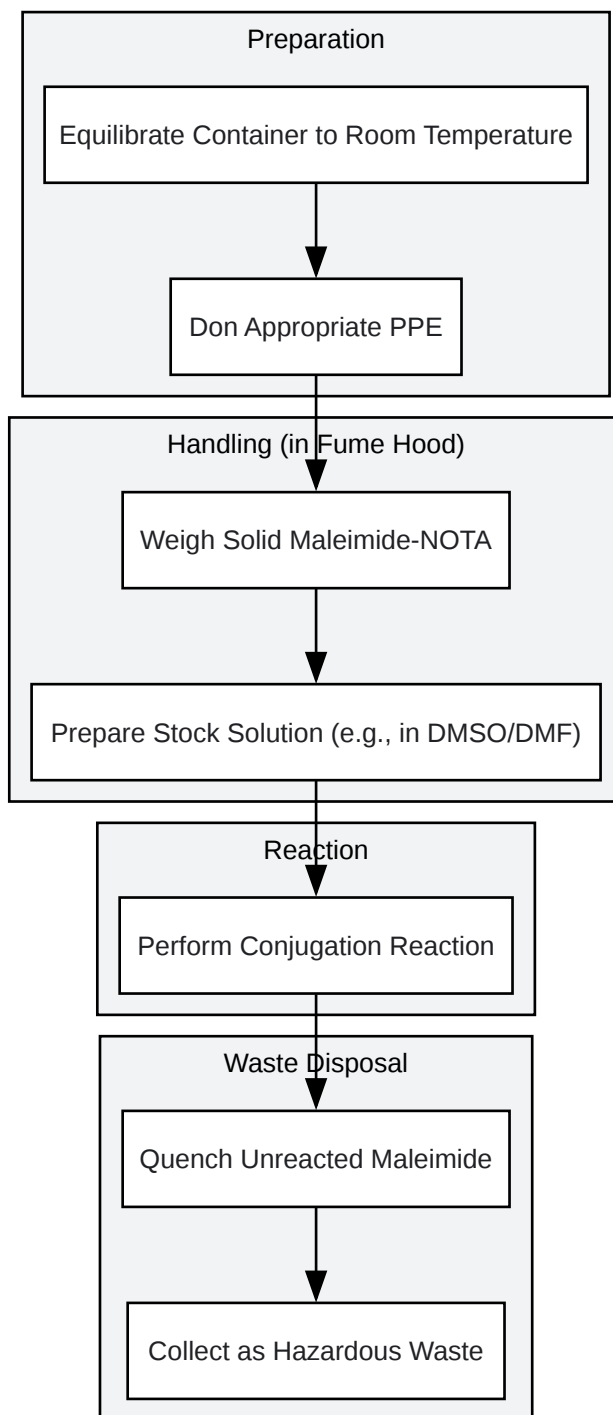 Preparation
Equilibrate Container to Room Temperature
Don Appropriate PPE
Handling (in Fume Hood)
Weigh Solid Maleimide-NOTA
Prepare Stock Solution (e.g., in DMSO/DMF)
Reaction
Perform Conjugation Reaction
Waste Disposal
Quench Unreacted Maleimide
Collect as Hazardous Waste